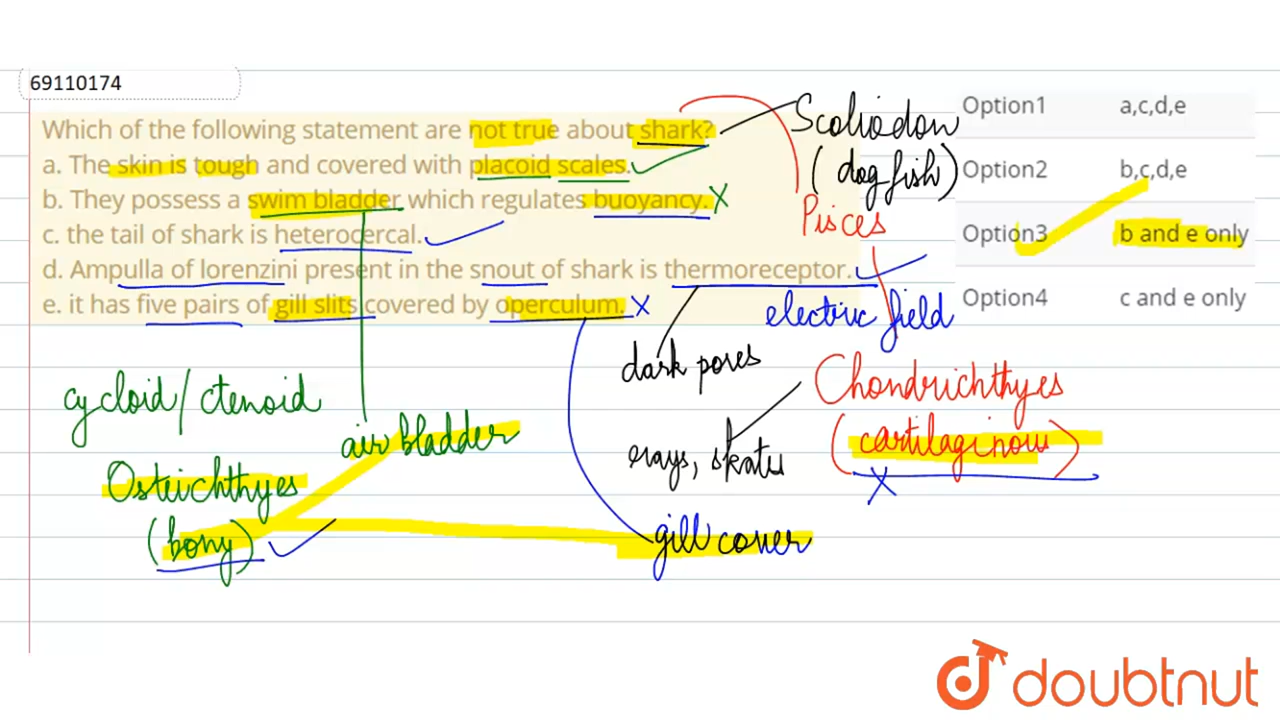 69110174
Which of the following statement are not true about shark?
a. The skin is tough and covered with placoid scales.
b. They possess a swim bladder which regulates buoyancy. X
c. the tail of shark is heterocercal.
d. Ampulla of lorenzini present in the snout of shark is thermoreceptor.
e. it has five pairs of gill slits covered by operculum. X
Scoliodon
(dog fish)
Pisces
Option1 a,c,d,e
Option2 b,c,d,e
Option3 b and e only
Option4 c and e only
electric field
dark pores
Chondrichthyes
(cartilaginous)
X
rays, skates
cycloid/ctenoid
air bladder
Osteichthyes
(bony)
gill cover
doubtnut